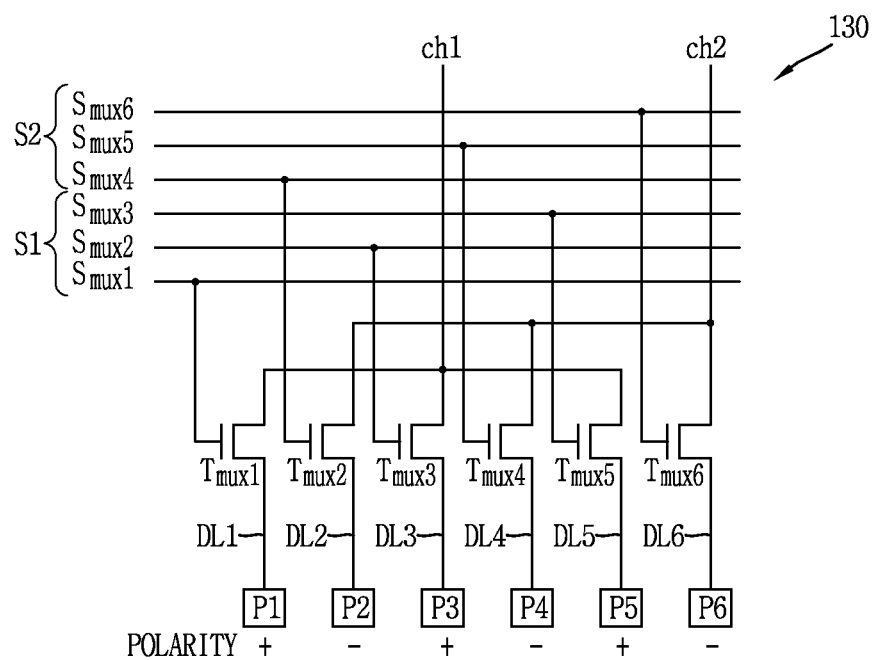 130
ch1 ch2
Smux6
S2 Smux5
Smux4
Smux3
S1 Smux2
Smux1
Tmux1 Tmux2 Tmux3 Tmux4 Tmux5 Tmux6
DL1 DL2 DL3 DL4 DL5 DL6
P1 P2 P3 P4 P5 P6
POLARITY + - + - + -